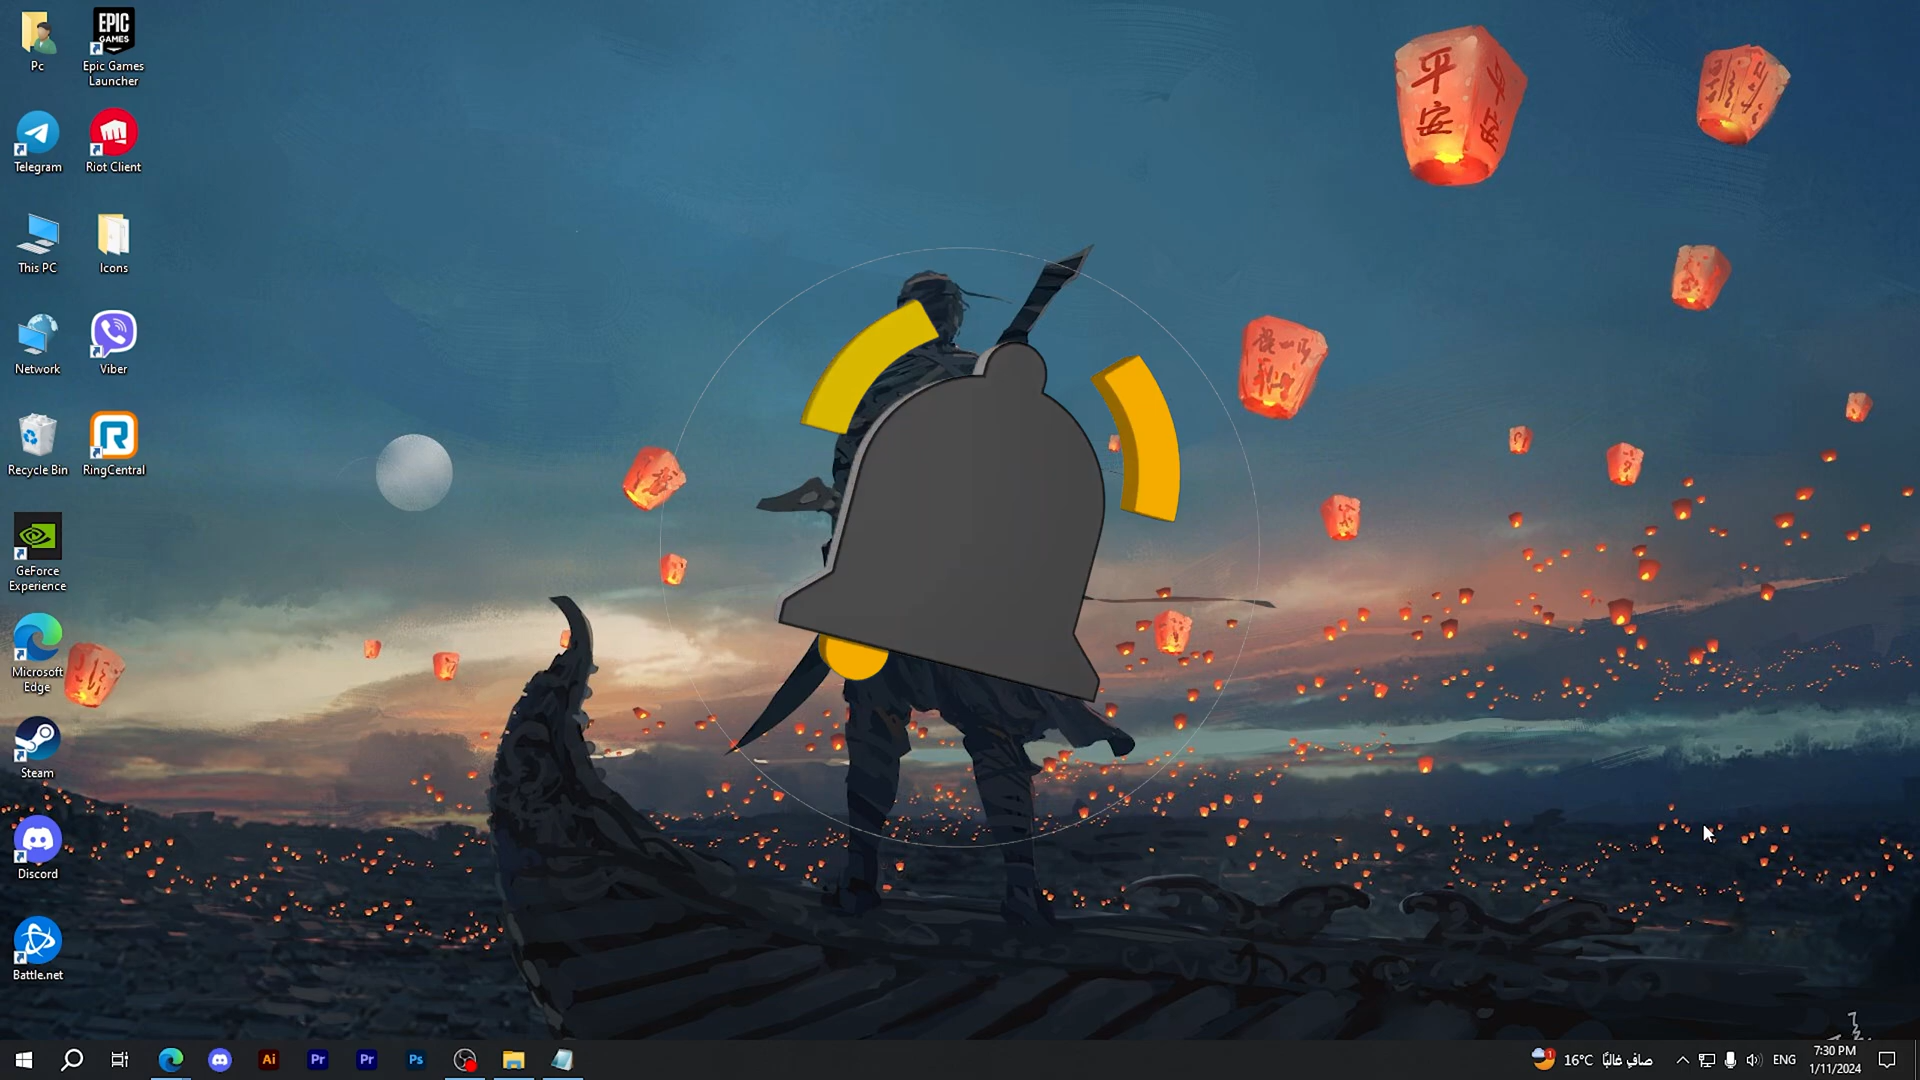 Pc
EPIC
GAMES
Epic Games
Launcher
Telegram
Riot Client
This PC
Icons
Network
Viber
Recycle Bin
R
RingCentral
GeForce
Experience
Microsoft
Edge
Steam
Discord
Battle.net
平
安
Ai
Pr
Pr
Ps
1
16°C
صافٍ غالبًا
ENG
7:30 PM
1/11/2024